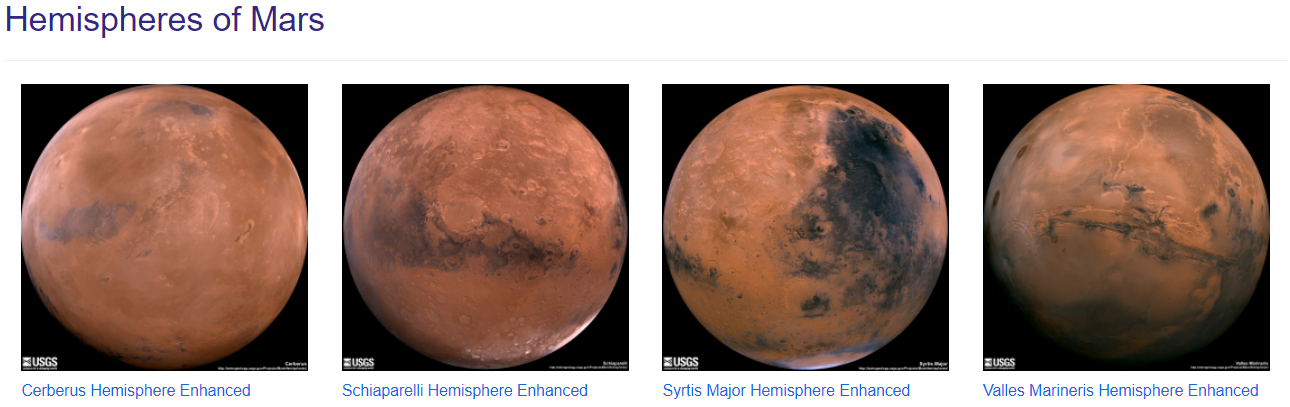 Hemispheres of Mars
USGS
Cerberus
USGS
Schiaparelli
USGS
Syrtis Major
USGS
Valles Marineris
Cerberus Hemisphere Enhanced
Schiaparelli Hemisphere Enhanced
Syrtis Major Hemisphere Enhanced
Valles Marineris Hemisphere Enhanced